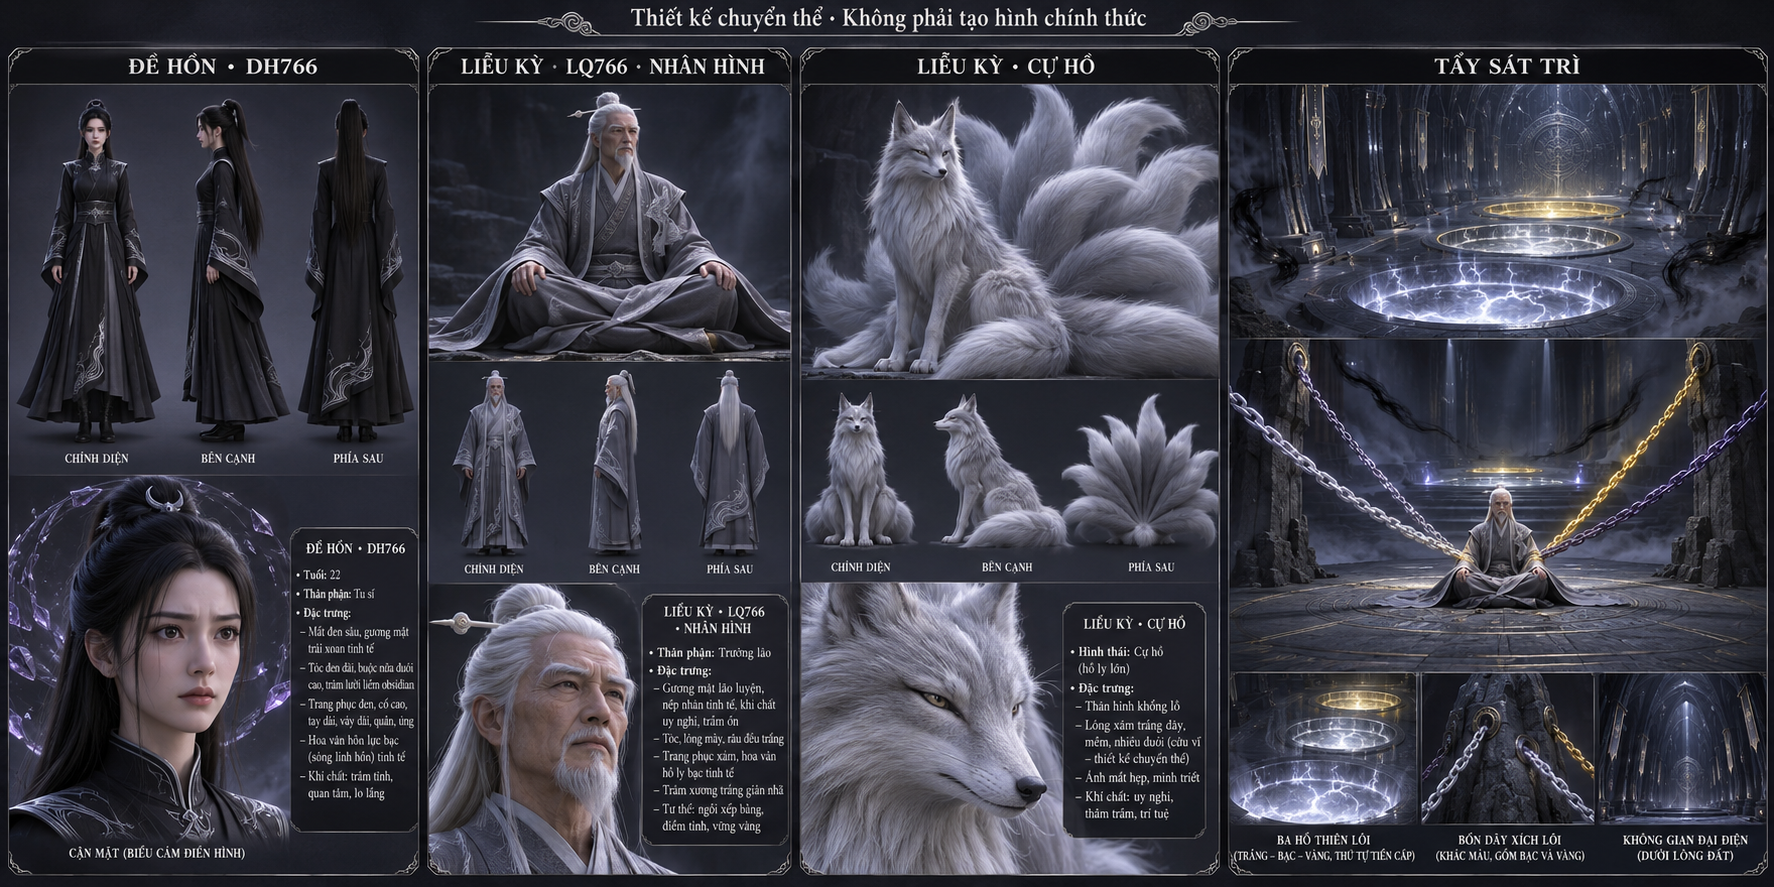 Thiết kế chuyển thể • Không phải tạo hình chính thức
ĐỀ HỒN • DH766
CHÍNH DIỆN
BÊN CẠNH
PHÍA SAU
ĐỀ HỒN • DH766
• Tuổi: 22
• Thân phận: Tu sĩ
• Đặc trưng:
– Mắt đen sâu, gương mặt
trái xoan tinh tế
– Tóc đen dài, buộc nửa đuôi
cao, trâm lưỡi liềm obsidian
– Trang phục đen, cổ cao,
tay dài, váy dài, quần, ủng
– Hoa văn hồn lực bạc
(sông linh hồn) tinh tế
– Khí chất: trầm tĩnh,
quan tâm, lo lắng
CẬN MẶT (BIỂU CẢM ĐIỂN HÌNH)
LIỄU KỲ · LQ766 · NHÂN HÌNH
CHÍNH DIỆN
BÊN CẠNH
PHÍA SAU
LIỄU KỲ • LQ766
• NHÂN HÌNH
• Thân phận: Trưởng lão
• Đặc trưng:
– Gương mặt lão luyện,
nếp nhăn tinh tế, khí chất
uy nghi, trầm ổn
– Tóc, lông mày, râu đều trắng
– Trang phục xám, hoa văn
hồ ly bạc tinh tế
– Trâm xương trắng giản nhã
– Tư thế: ngồi xếp bằng,
điềm tĩnh, vững vàng
LIỄU KỲ • CỰ HỒ
CHÍNH DIỆN
BÊN CẠNH
PHÍA SAU
LIỄU KỲ • CỰ HỒ
• Hình thái: Cự hồ
(hồ ly lớn)
• Đặc trưng:
– Thân hình khổng lồ
– Lông xám trắng dày,
mềm, nhiều đuôi (cửu vĩ
– thiết kế chuyển thể)
– Ánh mắt hẹp, minh triết
– Khí chất: uy nghi,
thâm trầm, trí tuệ
TẨY SÁT TRÌ
BA HỒ THIÊN LÔI
(TRẮNG – BẠC – VÀNG, THỨ TỰ TIẾN CẤP)
BỐN DÂY XÍCH LÔI
(KHÁC MÀU, GỒM BẠC VÀ VÀNG)
KHÔNG GIAN ĐẠI ĐIỆN
(DƯỚI LÒNG ĐẤT)